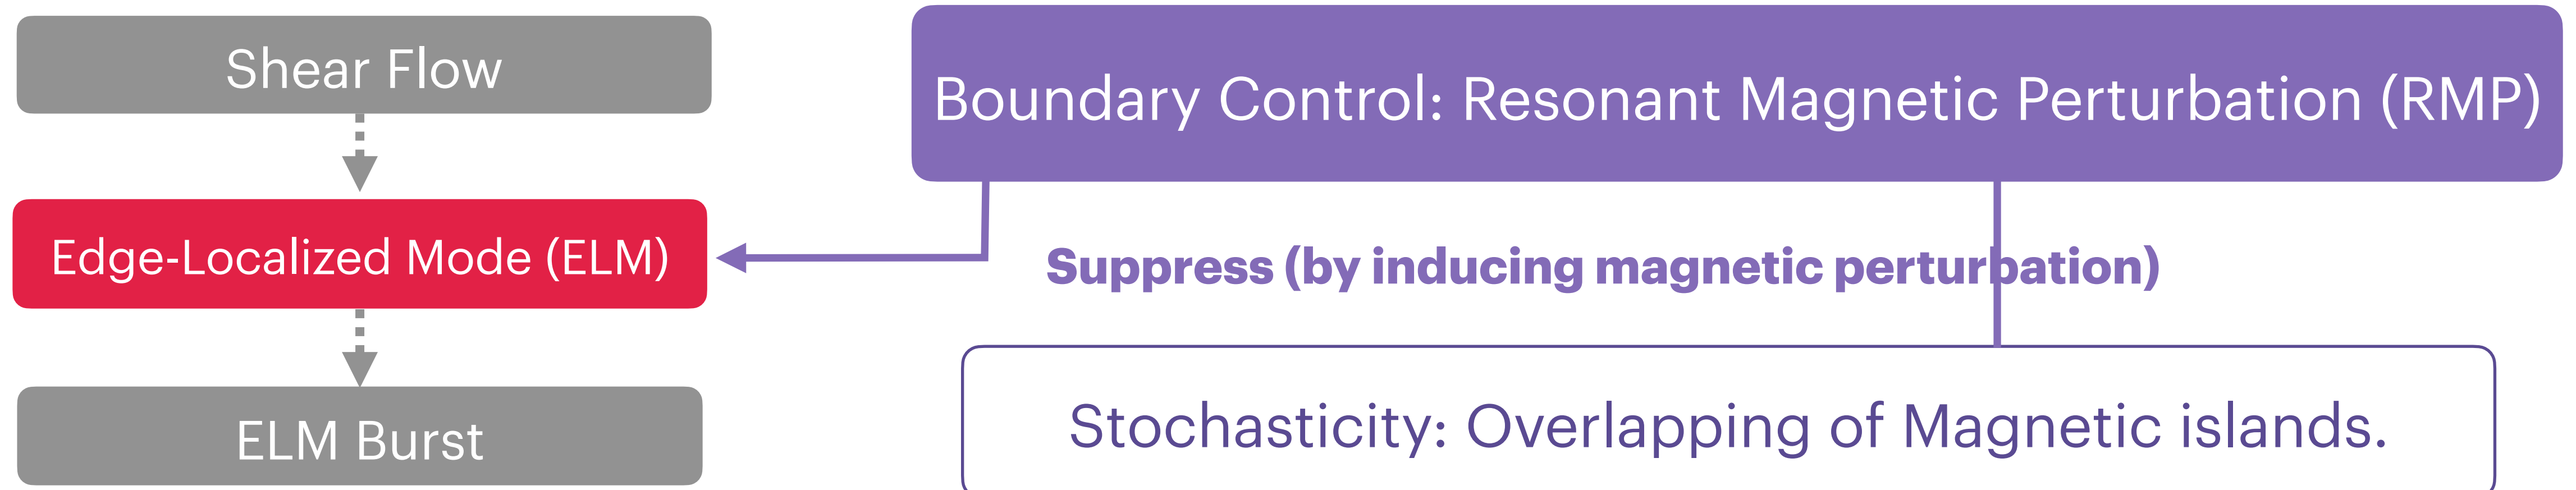 Shear Flow
Boundary Control: Resonant Magnetic Perturbation (RMP)
Edge-Localized Mode (ELM)
Suppress (by inducing magnetic perturbation)
ELM Burst
Stochasticity: Overlapping of Magnetic islands.